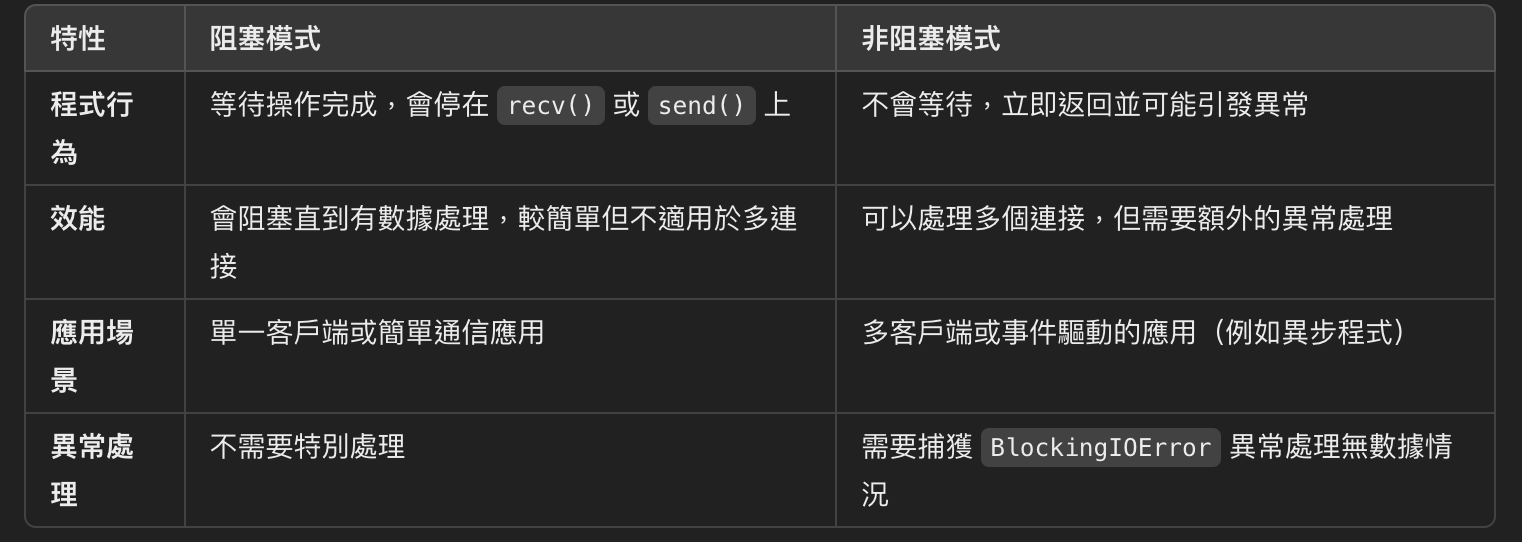 特性 阻塞模式 非阻塞模式
程式行為 等待操作完成，會停在 recv() 或 send() 上 不會等待，立即返回並可能引發異常
效能 會阻塞直到有數據處理，較簡單但不適用於多連接 可以處理多個連接，但需要額外的異常處理
應用場景 單一客戶端或簡單通信應用 多客戶端或事件驅動的應用（例如異步程式）
異常處理 不需要特別處理 需要捕獲 BlockingIOError 異常處理無數據情況